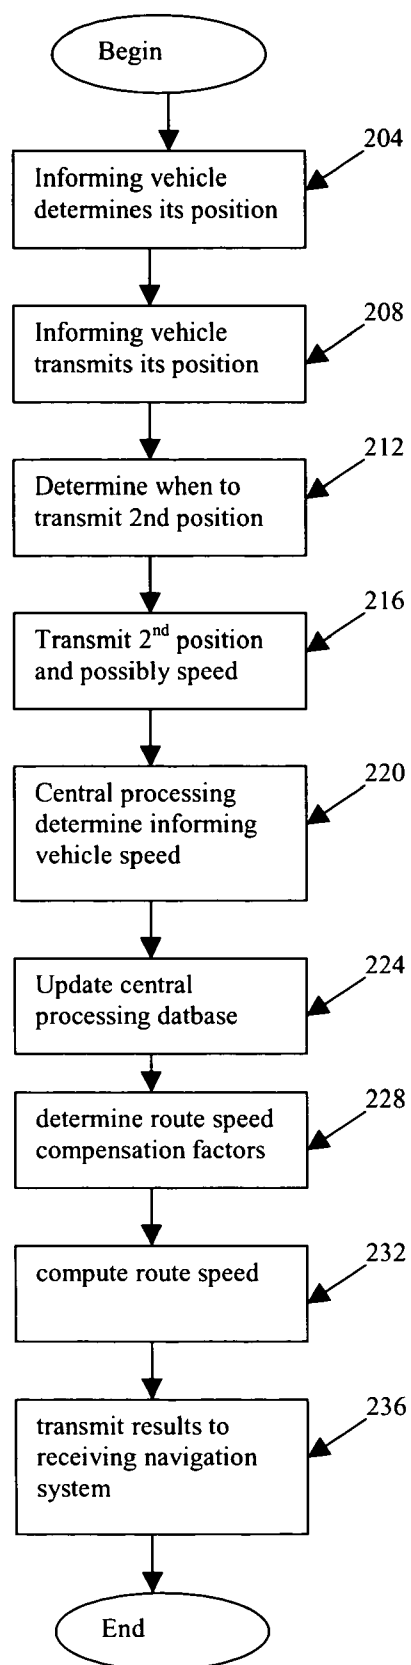 Begin
204
Informing vehicle
determines its position
208
Informing vehicle
transmits its position
212
Determine when to
transmit 2nd position
216
Transmit 2nd position
and possibly speed
220
Central processing
determine informing
vehicle speed
224
Update central
processing datbase
228
determine route speed
compensation factors
232
compute route speed
236
transmit results to
receiving navigation
system
End